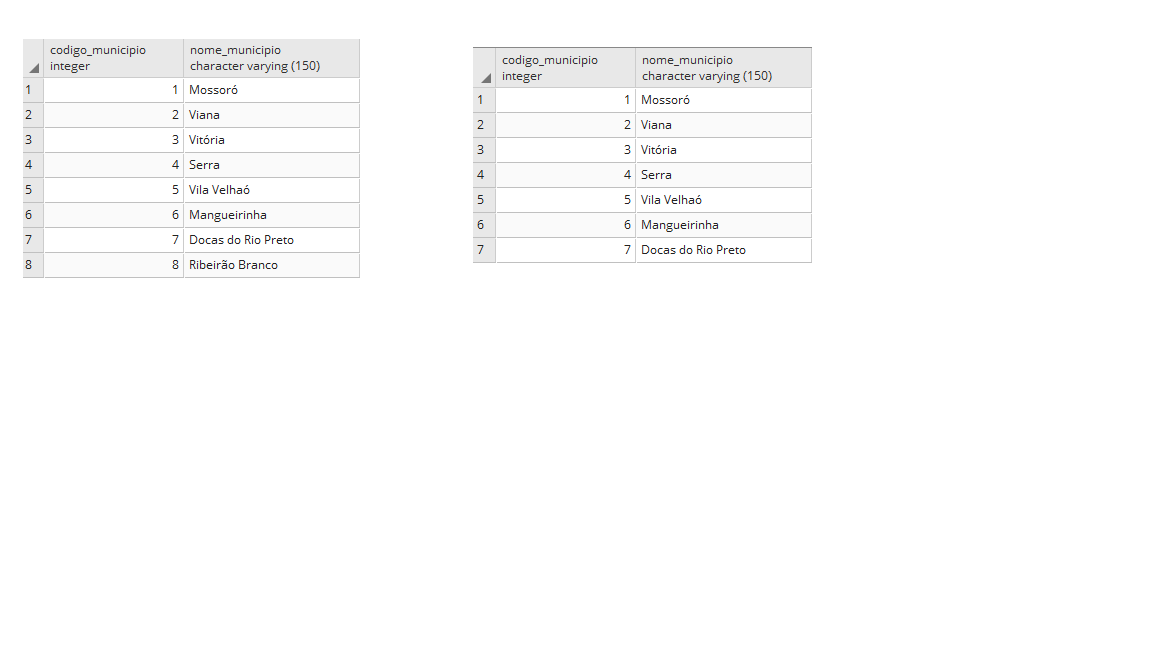 codigo_municipio nome_municipio
integer character varying (150)
1 1 Mossoró
2 2 Viana
3 3 Vitória
4 4 Serra
5 5 Vila Velhaó
6 6 Mangueirinha
7 7 Docas do Rio Preto
8 8 Ribeirão Branco
codigo_municipio nome_municipio
integer character varying (150)
1 1 Mossoró
2 2 Viana
3 3 Vitória
4 4 Serra
5 5 Vila Velhaó
6 6 Mangueirinha
7 7 Docas do Rio Preto